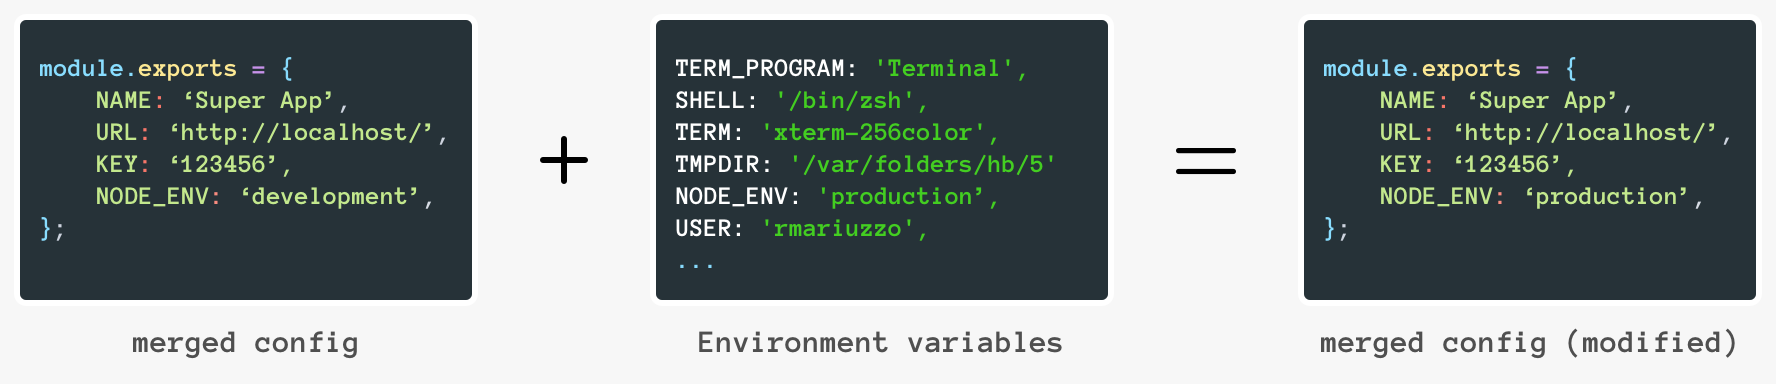 module.exports = {
    NAME: ‘Super App’,
    URL: ‘http://localhost/’,
    KEY: ‘123456’,
    NODE_ENV: ‘development’,
};
merged config
+
TERM_PROGRAM: 'Terminal',
SHELL: '/bin/zsh',
TERM: 'xterm-256color',
TMPDIR: '/var/folders/hb/5'
NODE_ENV: 'production’,
USER: 'rmariuzzo',
...
Environment variables
=
module.exports = {
    NAME: ‘Super App’,
    URL: ‘http://localhost/’,
    KEY: ‘123456’,
    NODE_ENV: ‘production’,
};
merged config (modified)